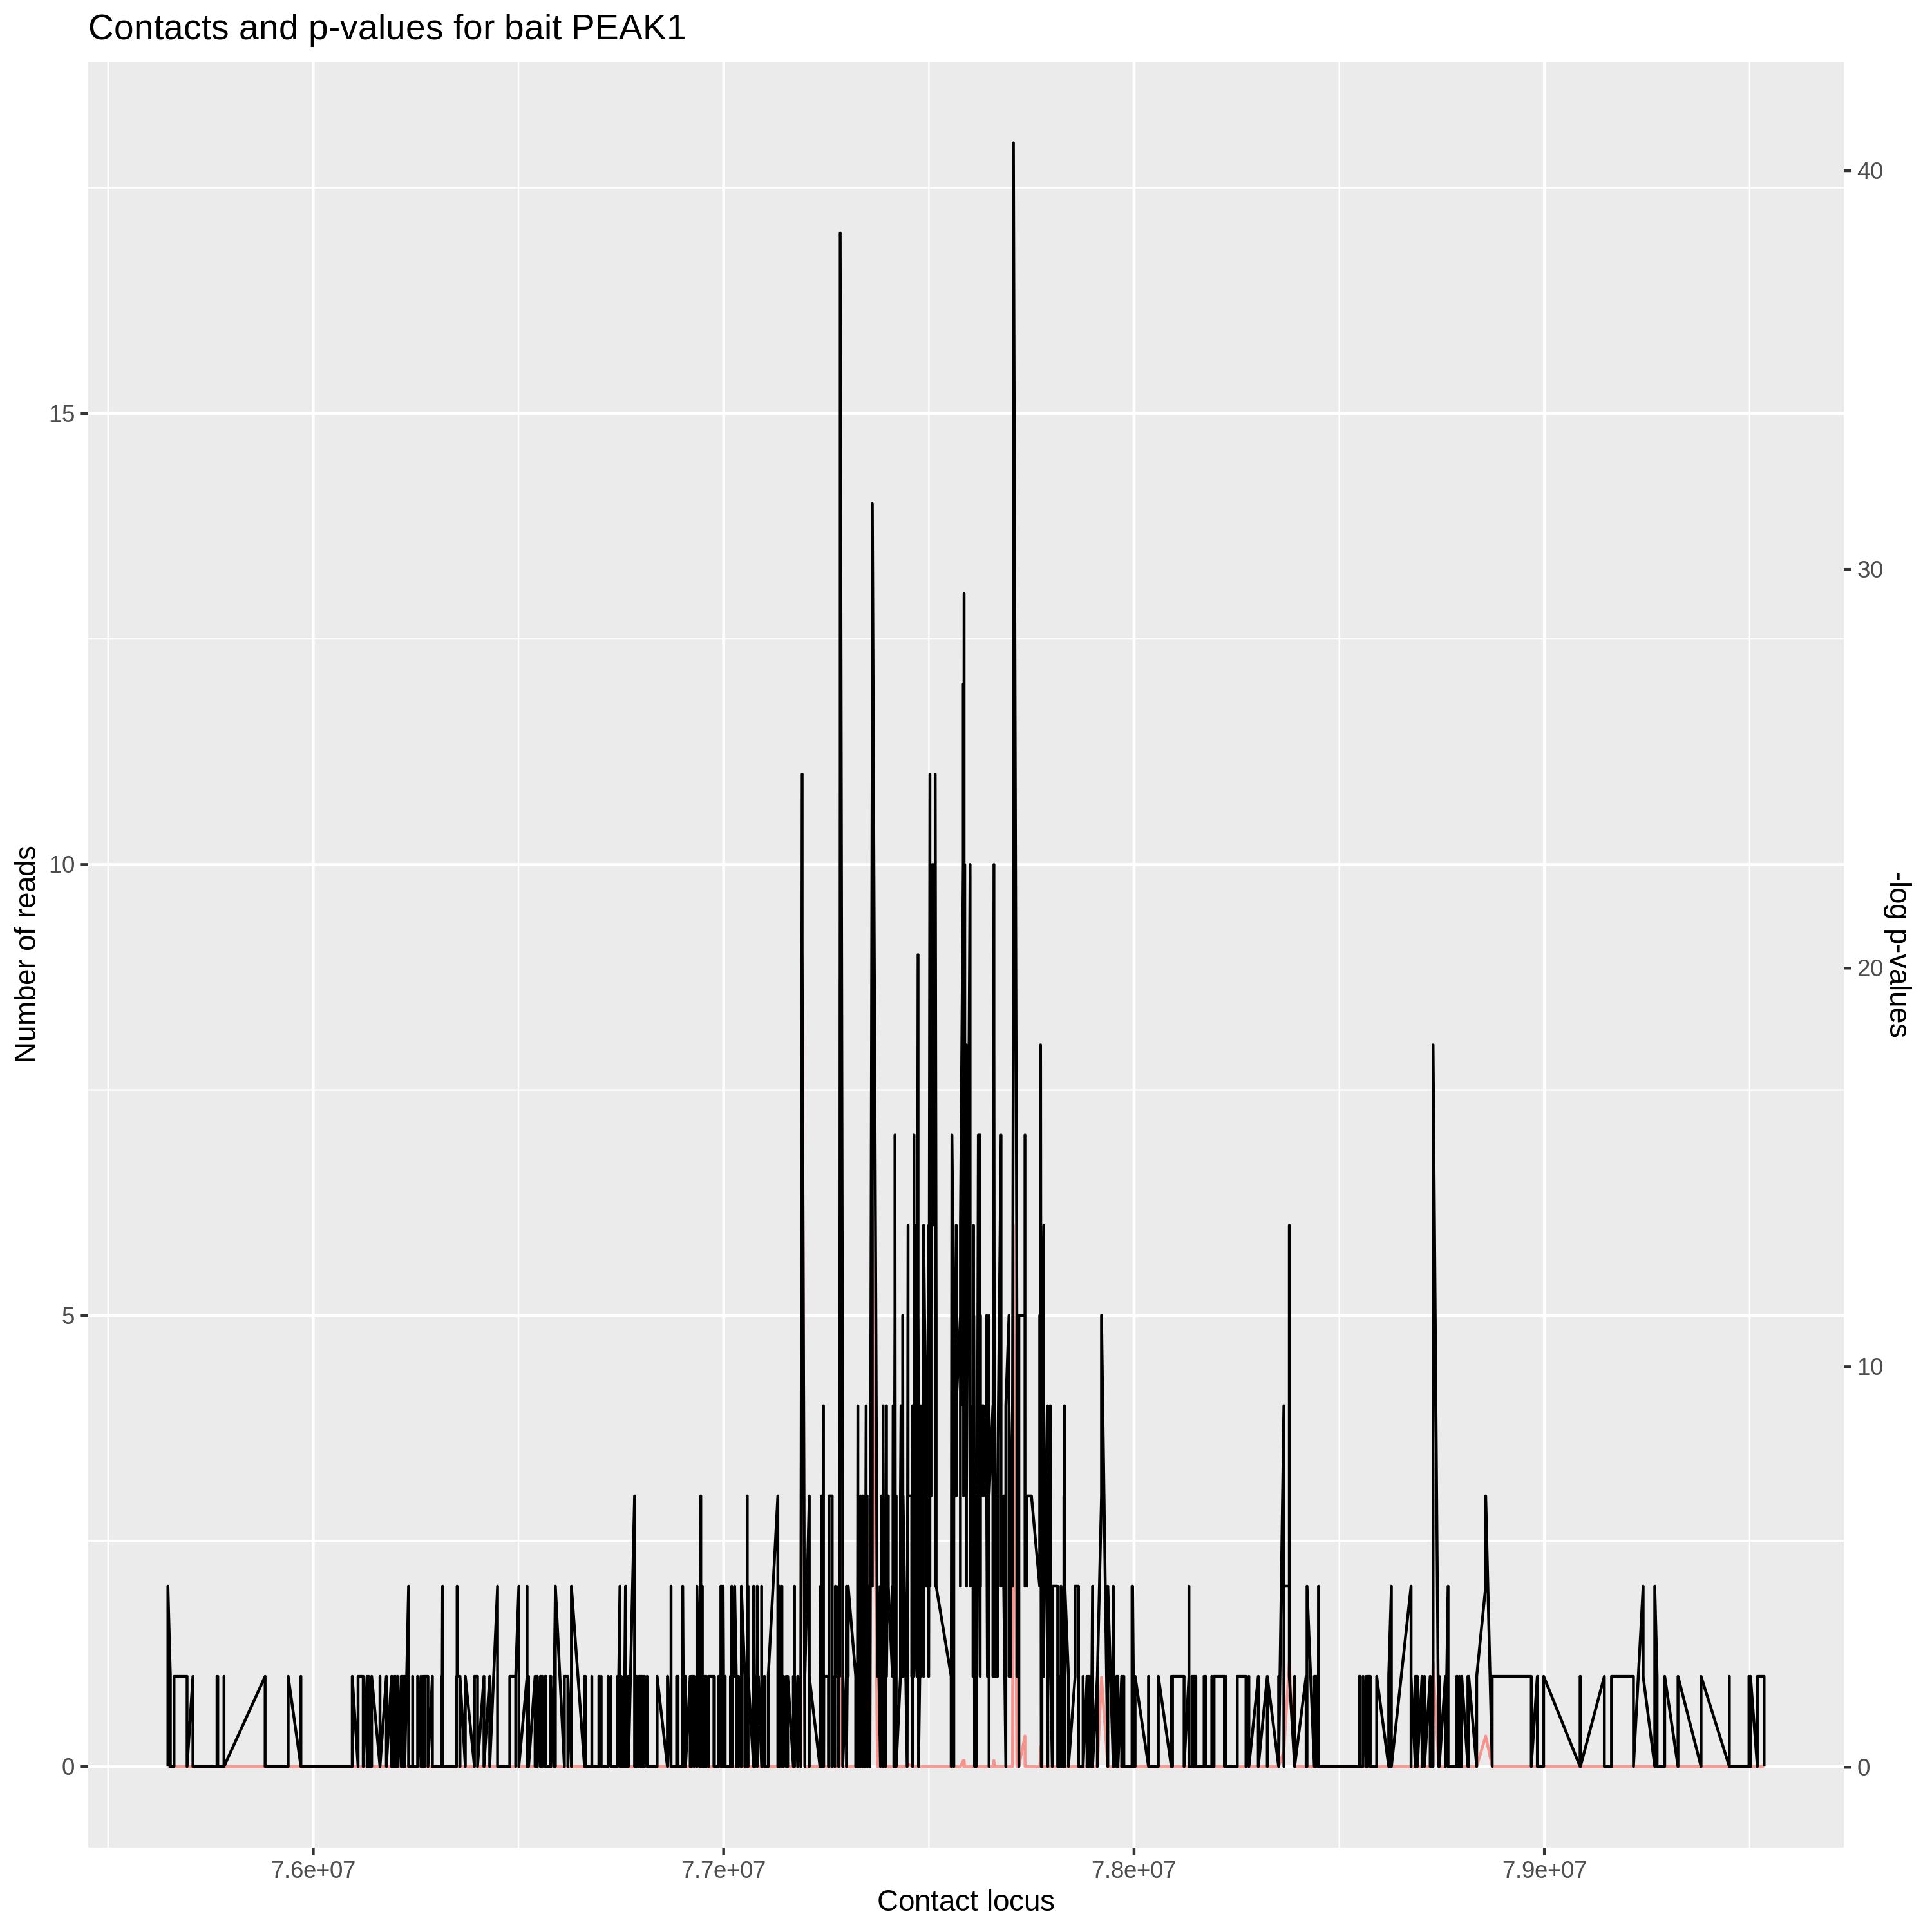 Contacts and p-values for bait PEAK1
Number of reads
15
10
5
0
40
30
20
10
0
-log p-values
7.6e+07 7.7e+07 7.8e+07 7.9e+07
Contact locus